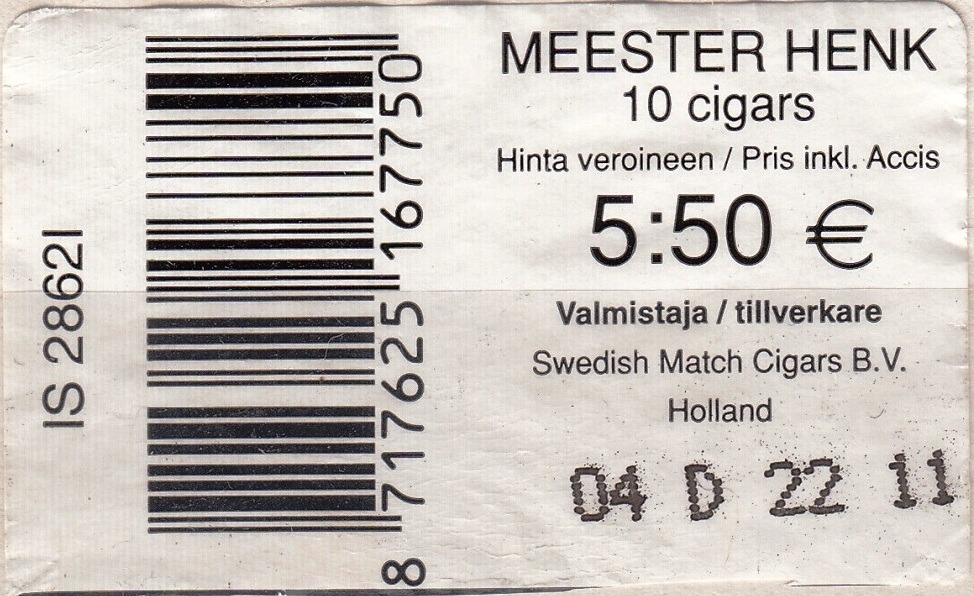 IS 2862I
8 717625 167750
MEESTER HENK
10 cigars
Hinta veroineen / Pris inkl. Accis
5:50 €
Valmistaja / tillverkare
Swedish Match Cigars B.V.
Holland
04 D 22 11